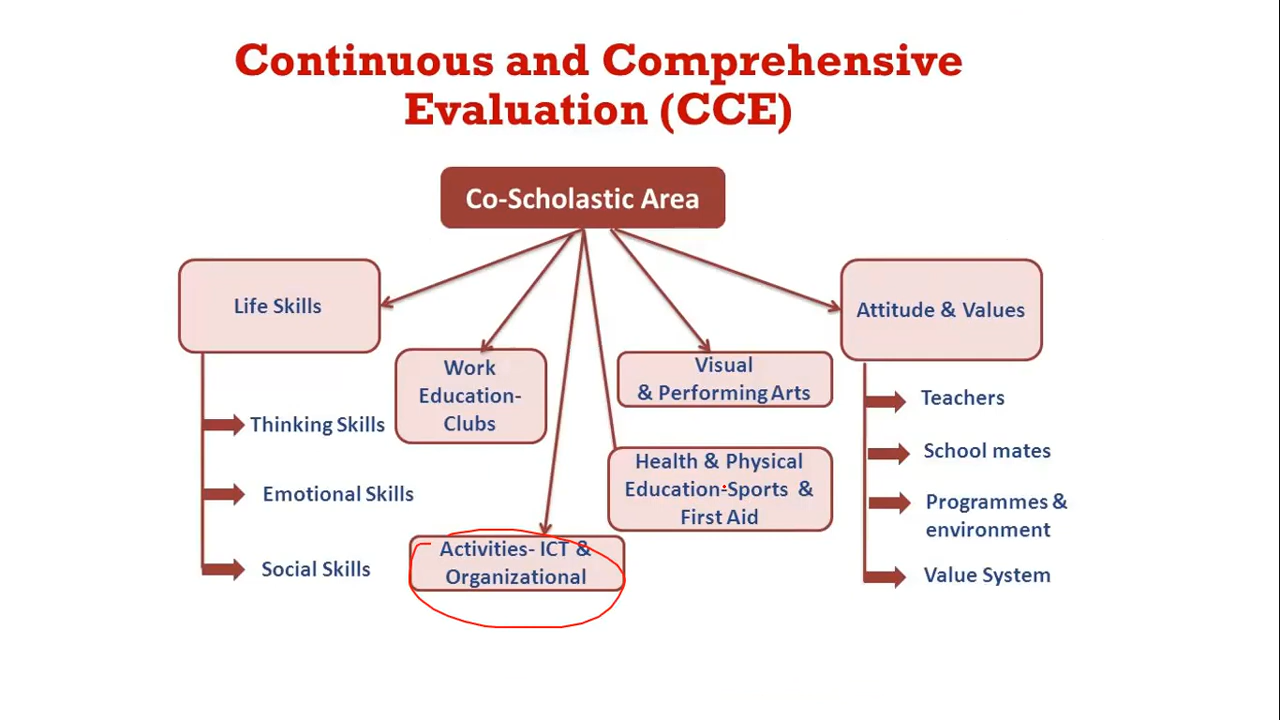 Continuous and Comprehensive
Evaluation (CCE)
Co-Scholastic Area
Life Skills
Thinking Skills
Emotional Skills
Social Skills
Work
Education-
Clubs
Activities- ICT &
Organizational
Visual
& Performing Arts
Health & Physical
Education-Sports &
First Aid
Attitude & Values
Teachers
School mates
Programmes &
environment
Value System